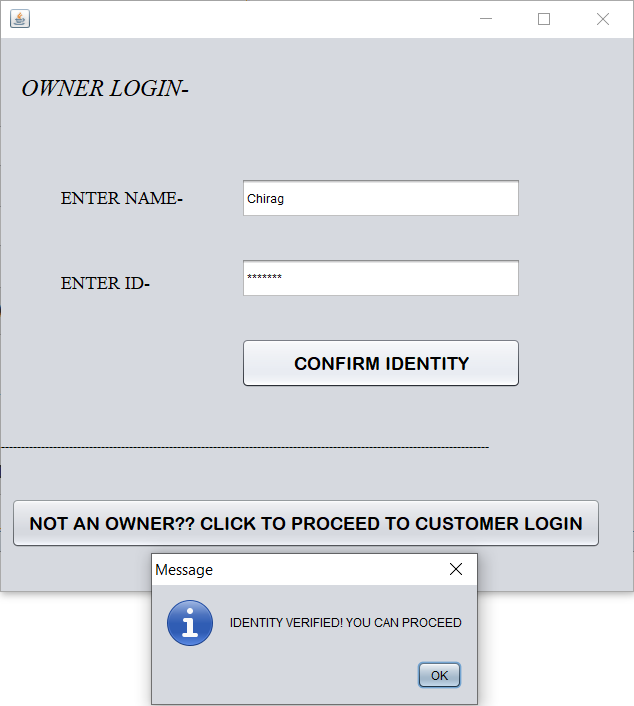 OWNER LOGIN-
ENTER NAME-
Chirag
ENTER ID-
*******
CONFIRM IDENTITY
NOT AN OWNER?? CLICK TO PROCEED TO CUSTOMER LOGIN
Message
IDENTITY VERIFIED! YOU CAN PROCEED
OK